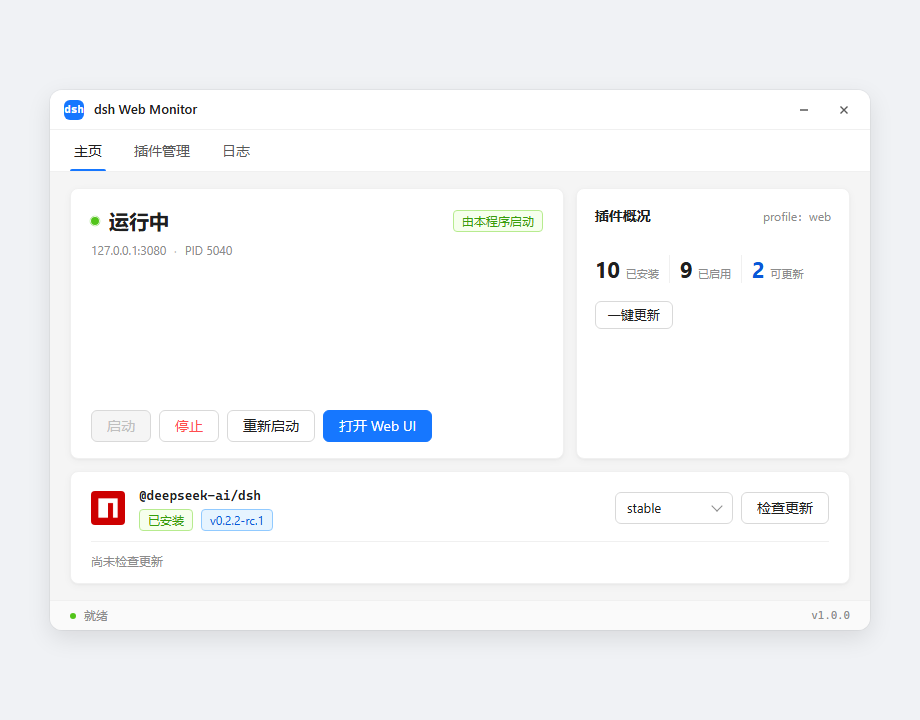 dsh dsh Web Monitor
主页 插件管理 日志
运行中 由本程序启动
127.0.0.1:3080 · PID 5040
启动 停止 重新启动 打开 Web UI
插件概况 profile: web
10 已安装 9 已启用 2 可更新
一键更新
@deepseek-ai/dsh
已安装 v0.2.2-rc.1
stable 检查更新
尚未检查更新
就绪 v1.0.0